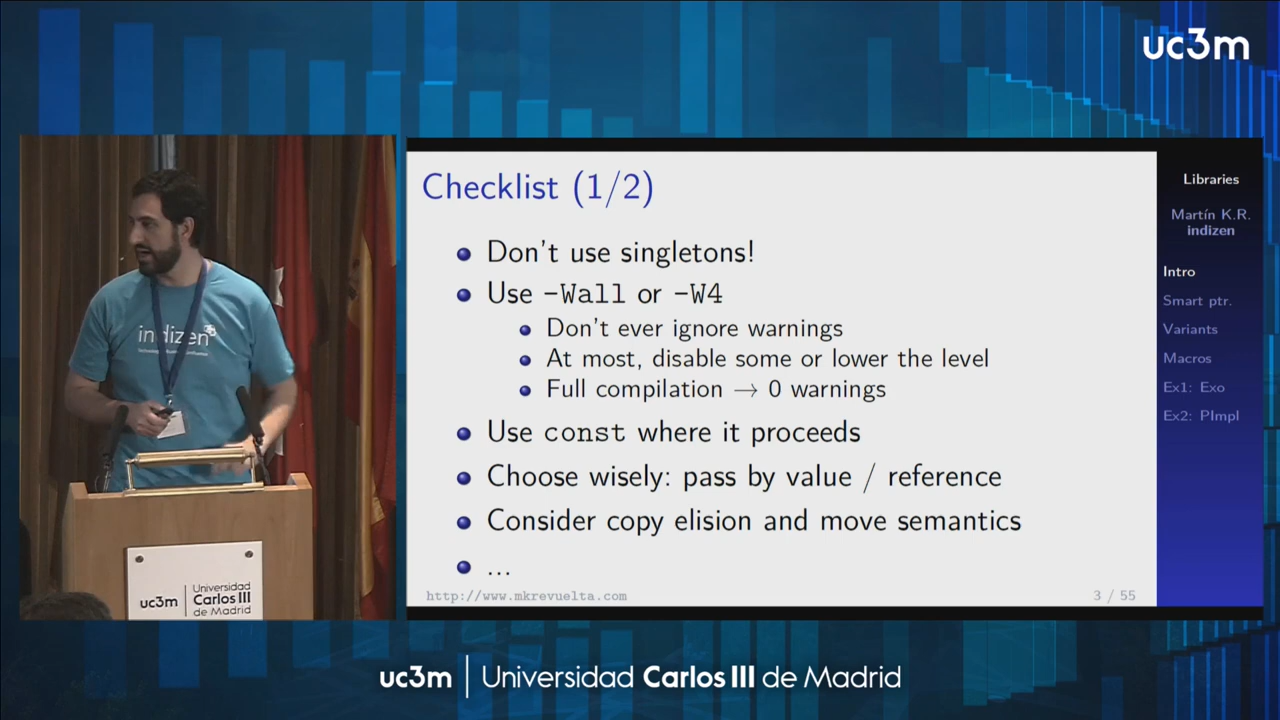 uc3m
Checklist (1/2)
Don't use singletons!
Use -Wall or -W4
Don't ever ignore warnings
At most, disable some or lower the level
Full compilation → 0 warnings
Use const where it proceeds
Choose wisely: pass by value / reference
Consider copy elision and move semantics
...
http://www.mkrevuelta.com
3 / 55
Libraries
Martín K.R.
indizen
Intro
Smart ptr.
Variants
Macros
Ex1: Exo
Ex2: PImpl
indizen
uc3m
Universidad
Carlos III
de Madrid
uc3m | Universidad Carlos III de Madrid